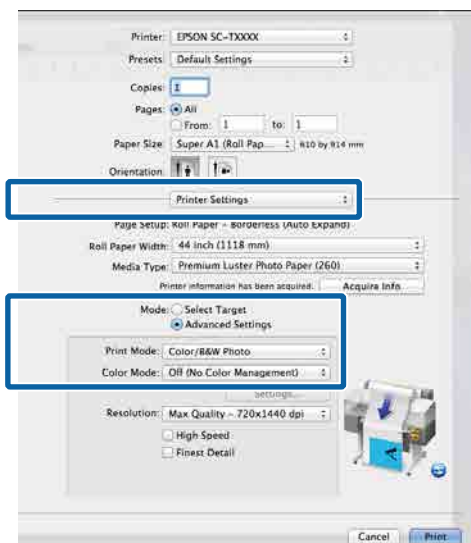 Printer: EPSON SC-TXXXX
Presets: Default Settings
Copies: 1
Pages: All
From: 1 to: 1
Paper Size: Super A1 (Roll Pap... 610 by 914 mm
Orientation:
Printer Settings
Page Setup: Roll Paper - Borderless (Auto Expand)
Roll Paper Width: 44 inch (1118 mm)
Media Type: Premium Luster Photo Paper (260)
Printer information has been acquired. Acquire Info
Mode: Select Target
Advanced Settings
Print Mode: Color/B&W Photo
Color Mode: Off (No Color Management)
Settings...
Resolution: Max Quality - 720x1440 dpi
High Speed
Finest Detail
A
Cancel Print